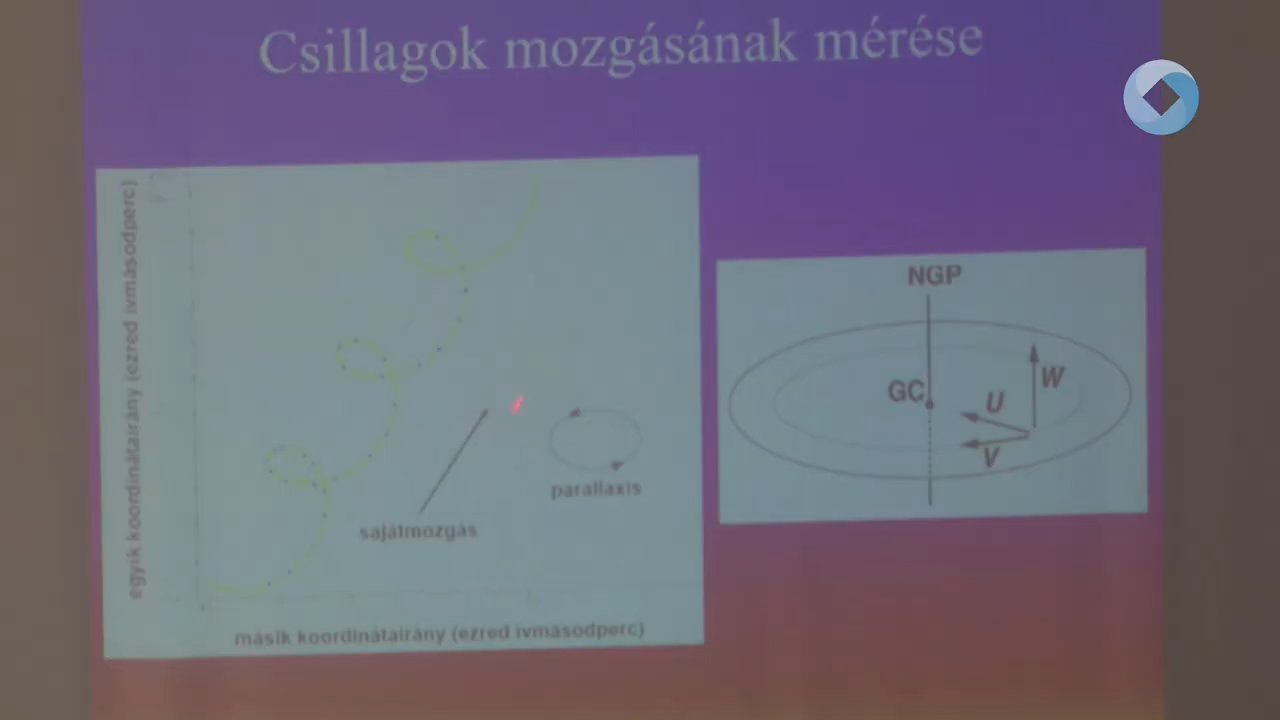 Csillagok mozgásának mérése
egyik koordinátairány (ezred ívmásodperc)
sajátmozgás
parallaxis
másik koordinátairány (ezred ívmásodperc)
NGP
GC
U
W
V